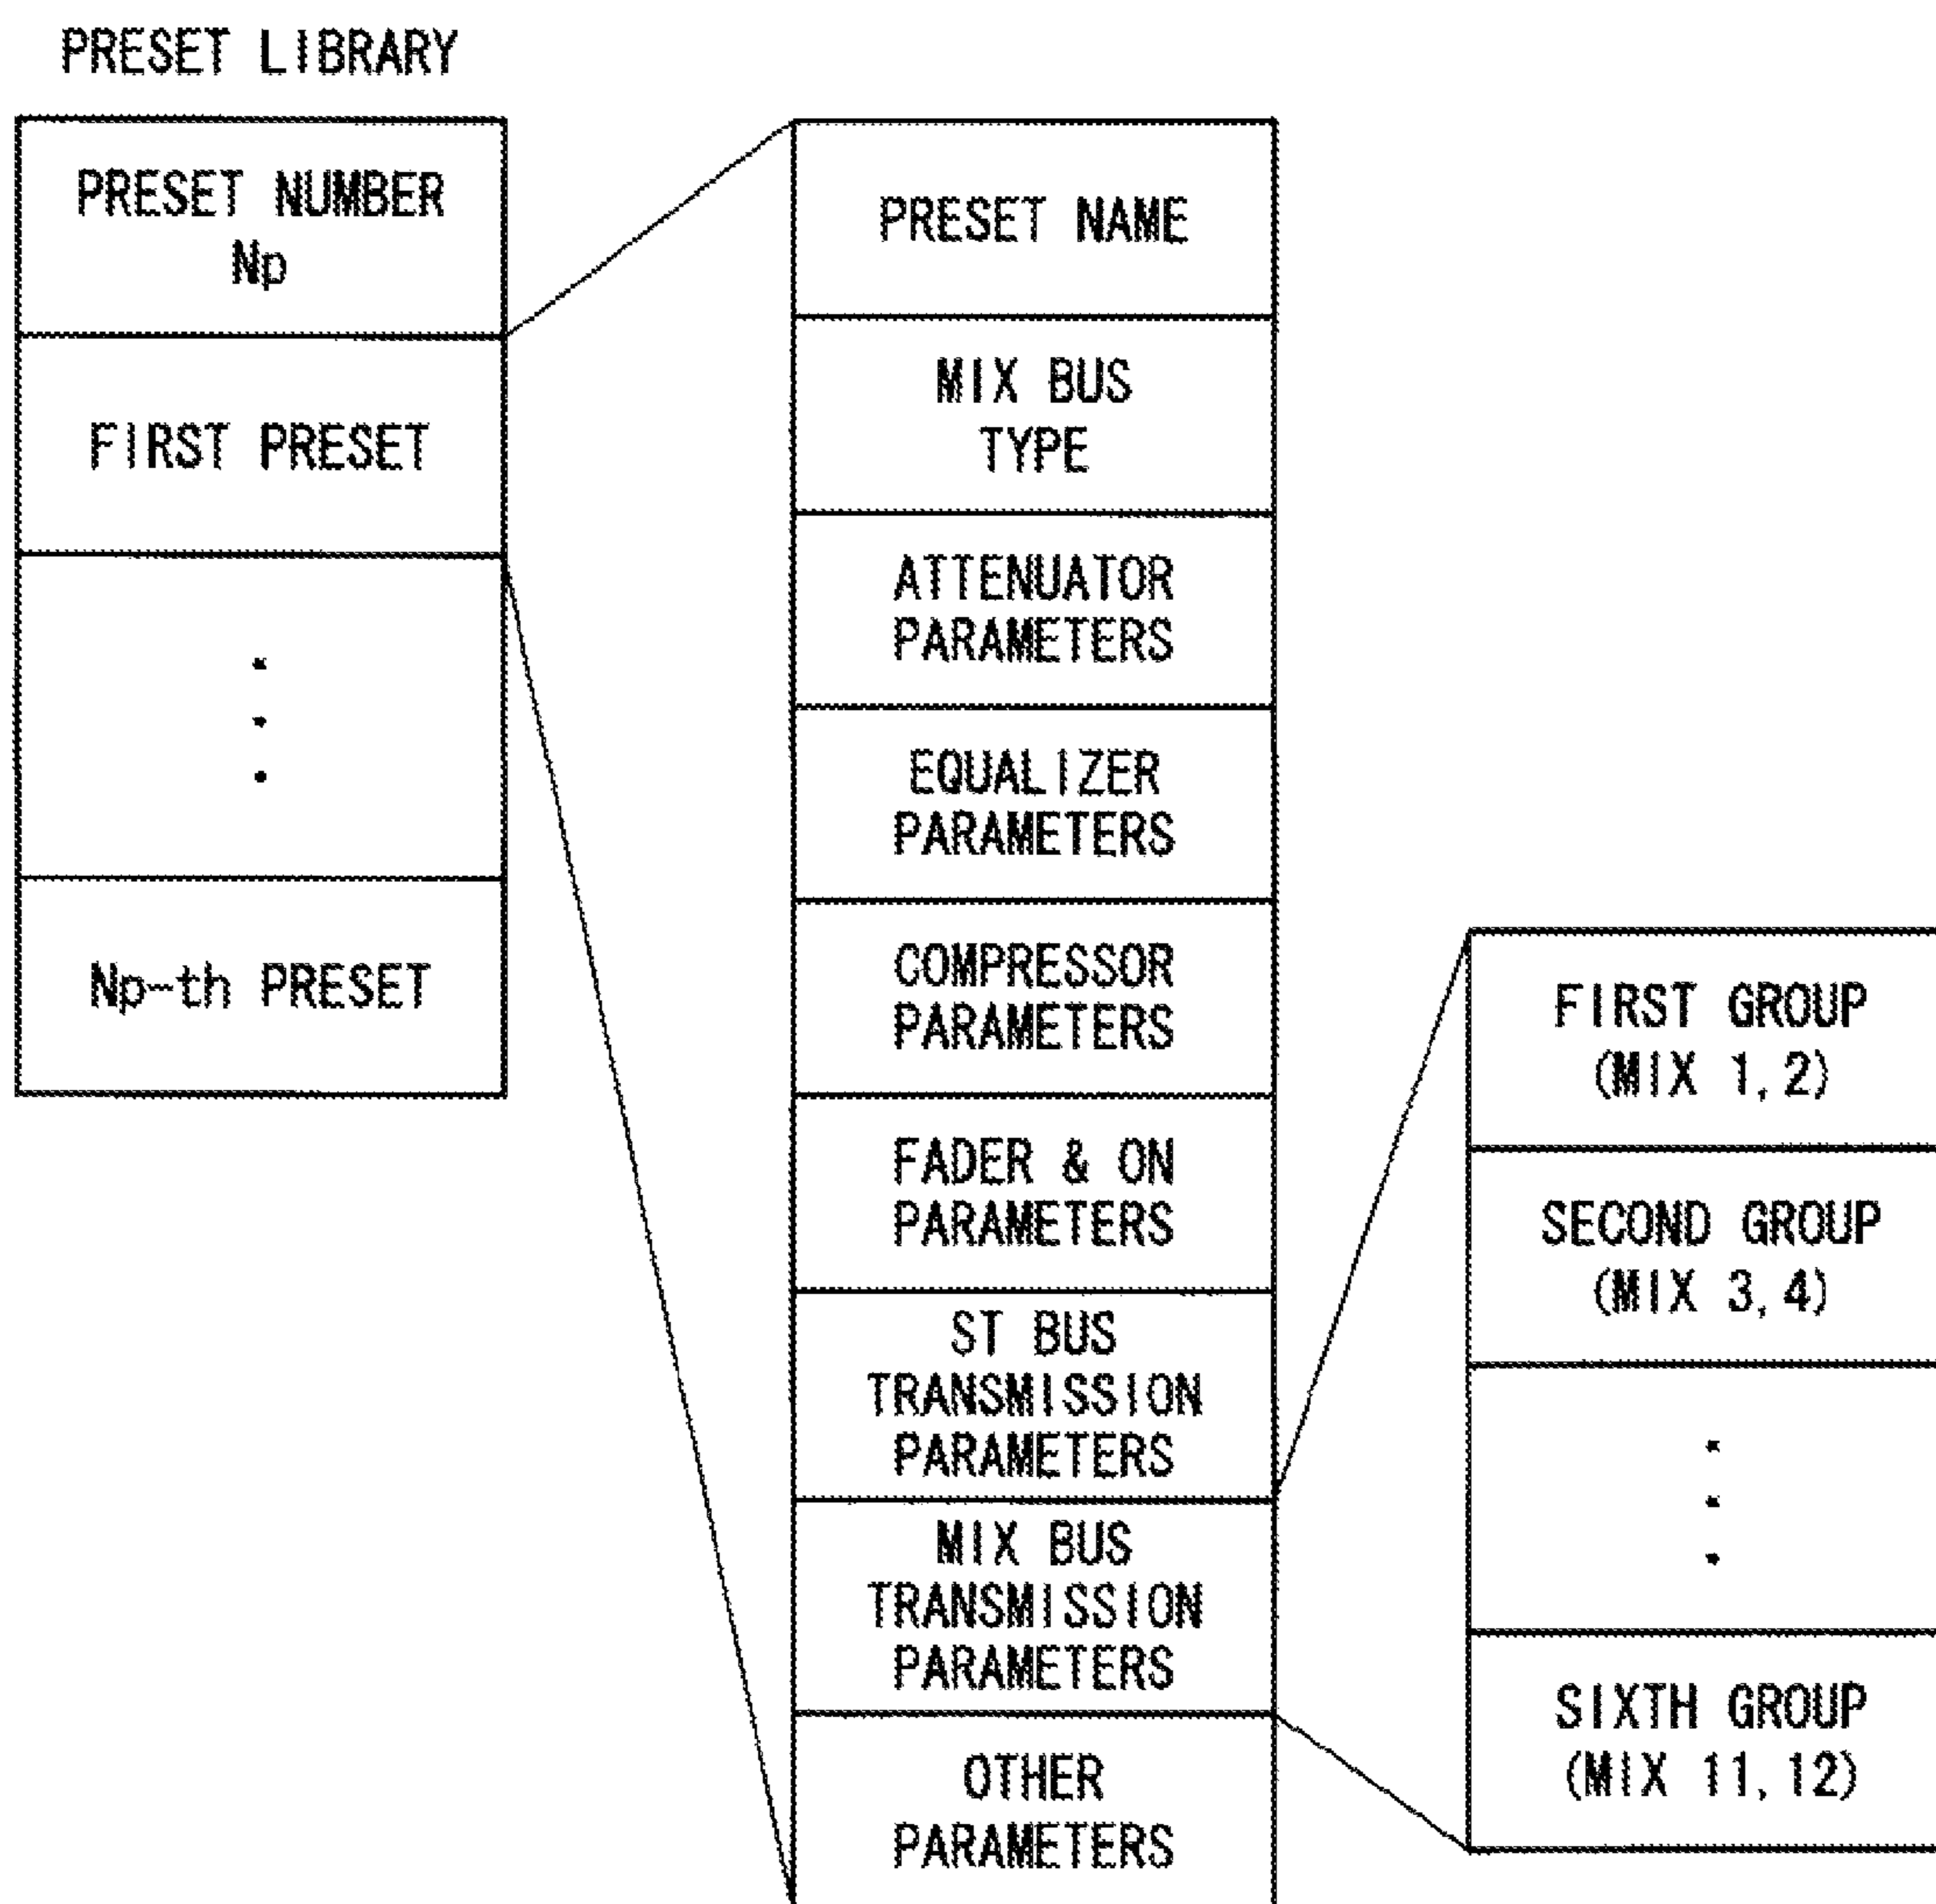 PRESET LIBRARY
PRESET NUMBER
Np
FIRST PRESET
Np-th PRESET
PRESET NAME
MIX BUS
TYPE
ATTENUATOR
PARAMETERS
EQUALIZER
PARAMETERS
COMPRESSOR
PARAMETERS
FADER & ON
PARAMETERS
ST BUS
TRANSMISSION
PARAMETERS
MIX BUS
TRANSMISSION
PARAMETERS
OTHER
PARAMETERS
FIRST GROUP
(MIX 1,2)
SECOND GROUP
(MIX 3,4)
SIXTH GROUP
(MIX 11,12)